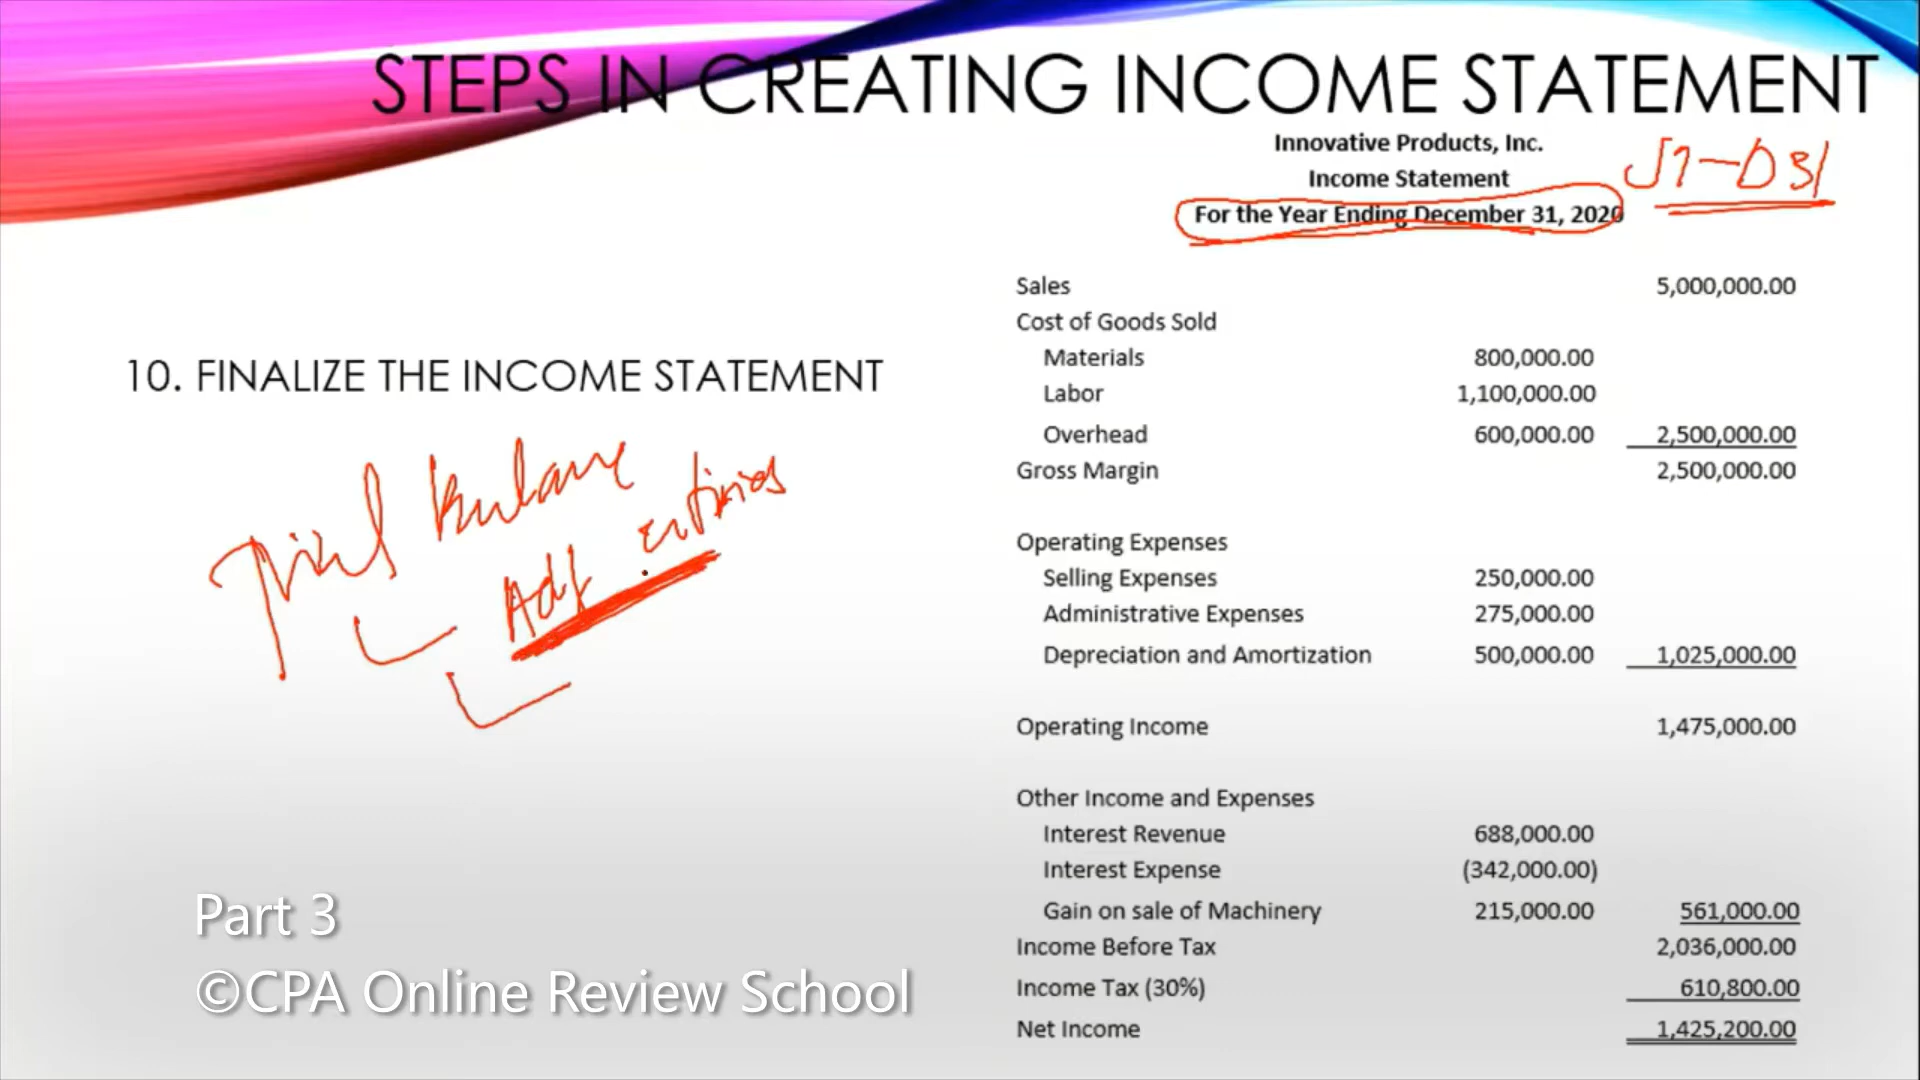 STEPS IN CREATING INCOME STATEMENT
Innovative Products, Inc.
Income Statement
For the Year Ending December 31, 2020
J1-D31
10. FINALIZE THE INCOME STATEMENT
Trial Balance
Adj entries
Sales 5,000,000.00
Cost of Goods Sold
Materials 800,000.00
Labor 1,100,000.00
Overhead 600,000.00 2,500,000.00
Gross Margin 2,500,000.00
Operating Expenses
Selling Expenses 250,000.00
Administrative Expenses 275,000.00
Depreciation and Amortization 500,000.00 1,025,000.00
Operating Income 1,475,000.00
Other Income and Expenses
Interest Revenue 688,000.00
Interest Expense (342,000.00)
Gain on sale of Machinery 215,000.00 561,000.00
Income Before Tax 2,036,000.00
Income Tax (30%) 610,800.00
Net Income 1,425,200.00
Part 3
©CPA Online Review School